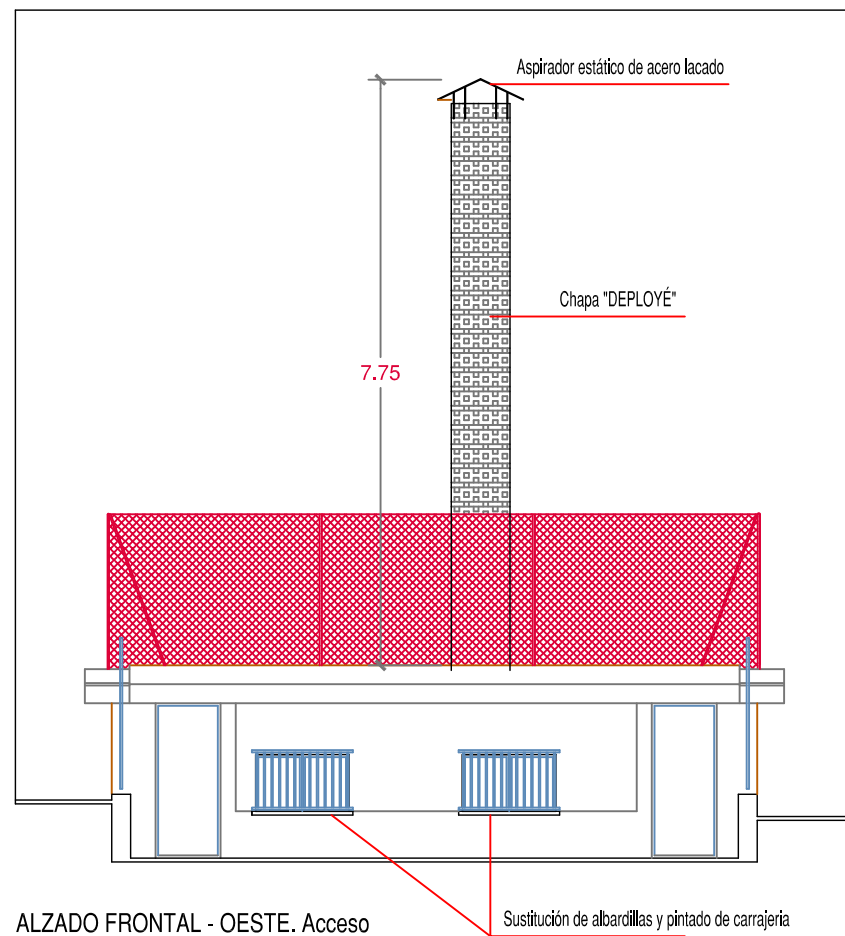 Aspirador estático de acero lacado
Chapa "DEPLOYÉ"
7.75
ALZADO FRONTAL - OESTE. Acceso
Sustitución de albardillas y pintado de carrajeria